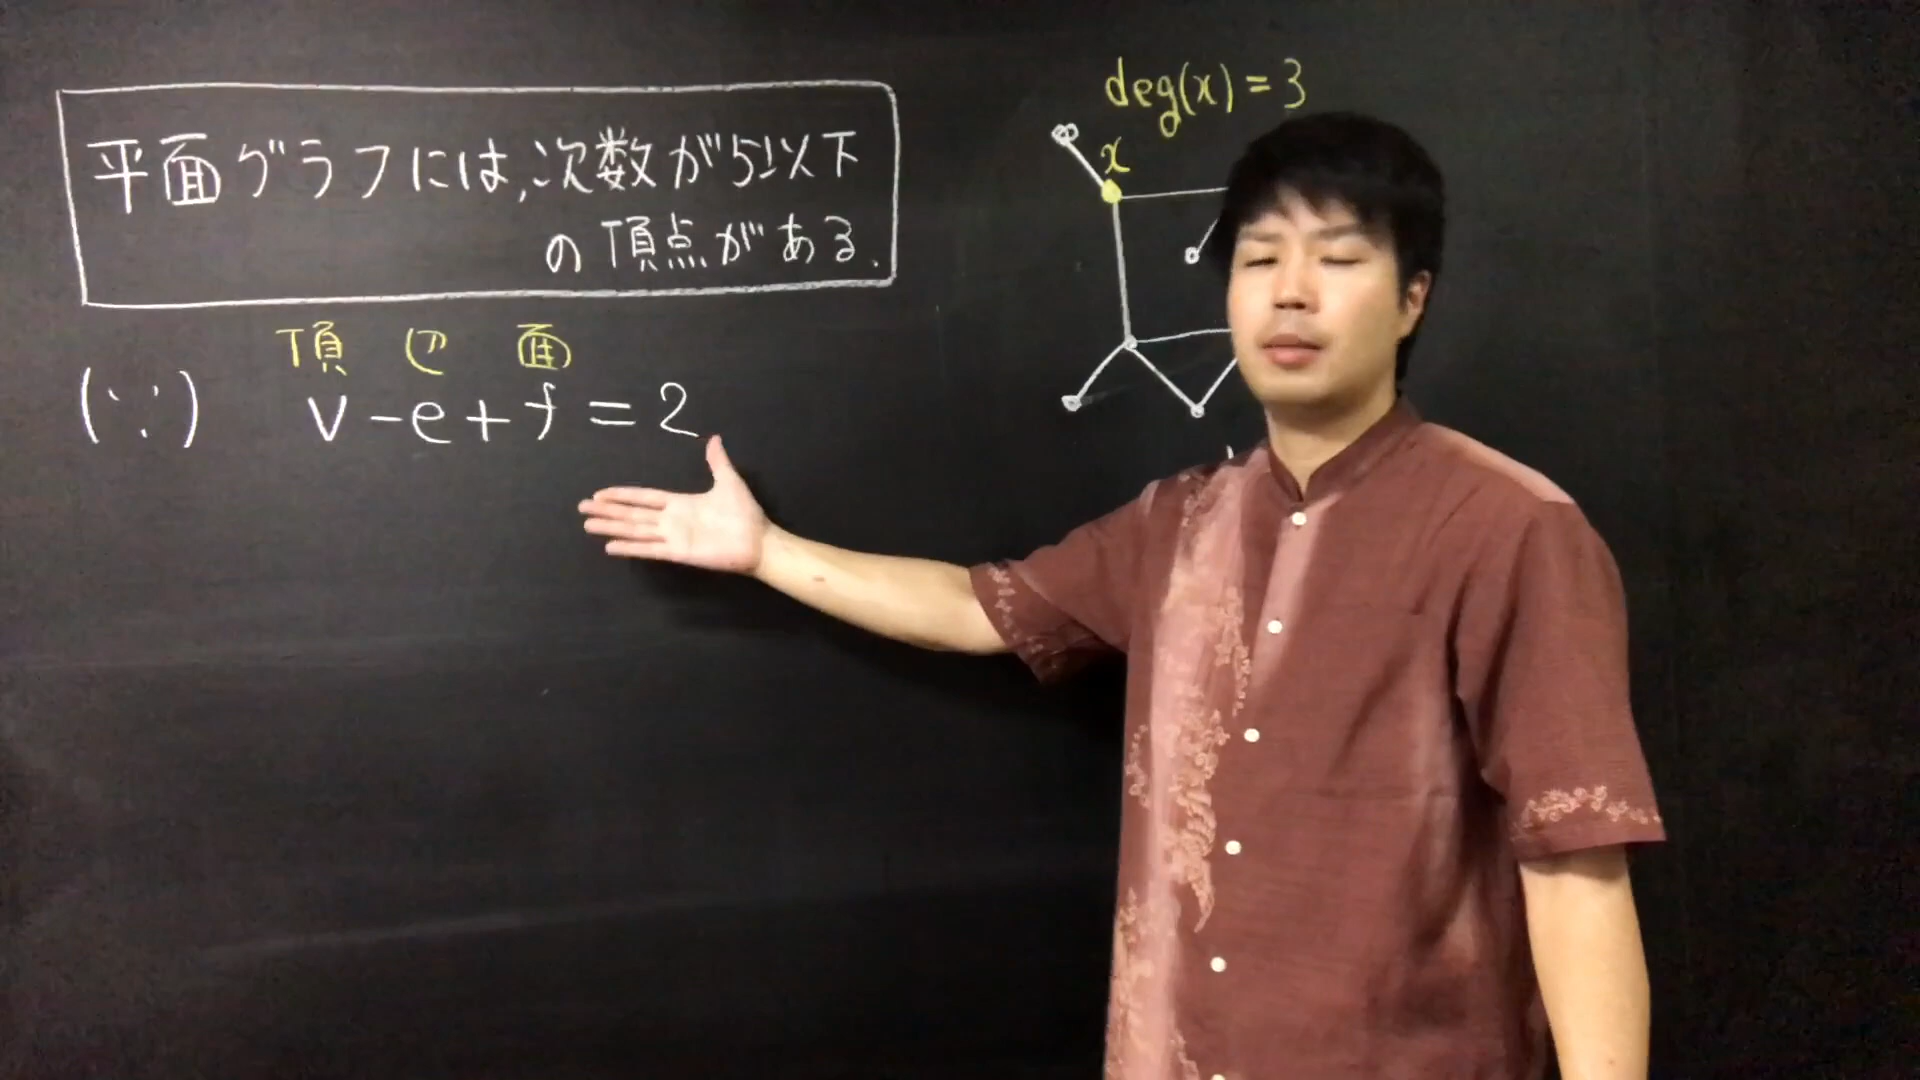 平面グラフには,次数が5以下
の頂点がある.
頂 辺 面
(∵) v-e+f=2
deg(x)=3
x